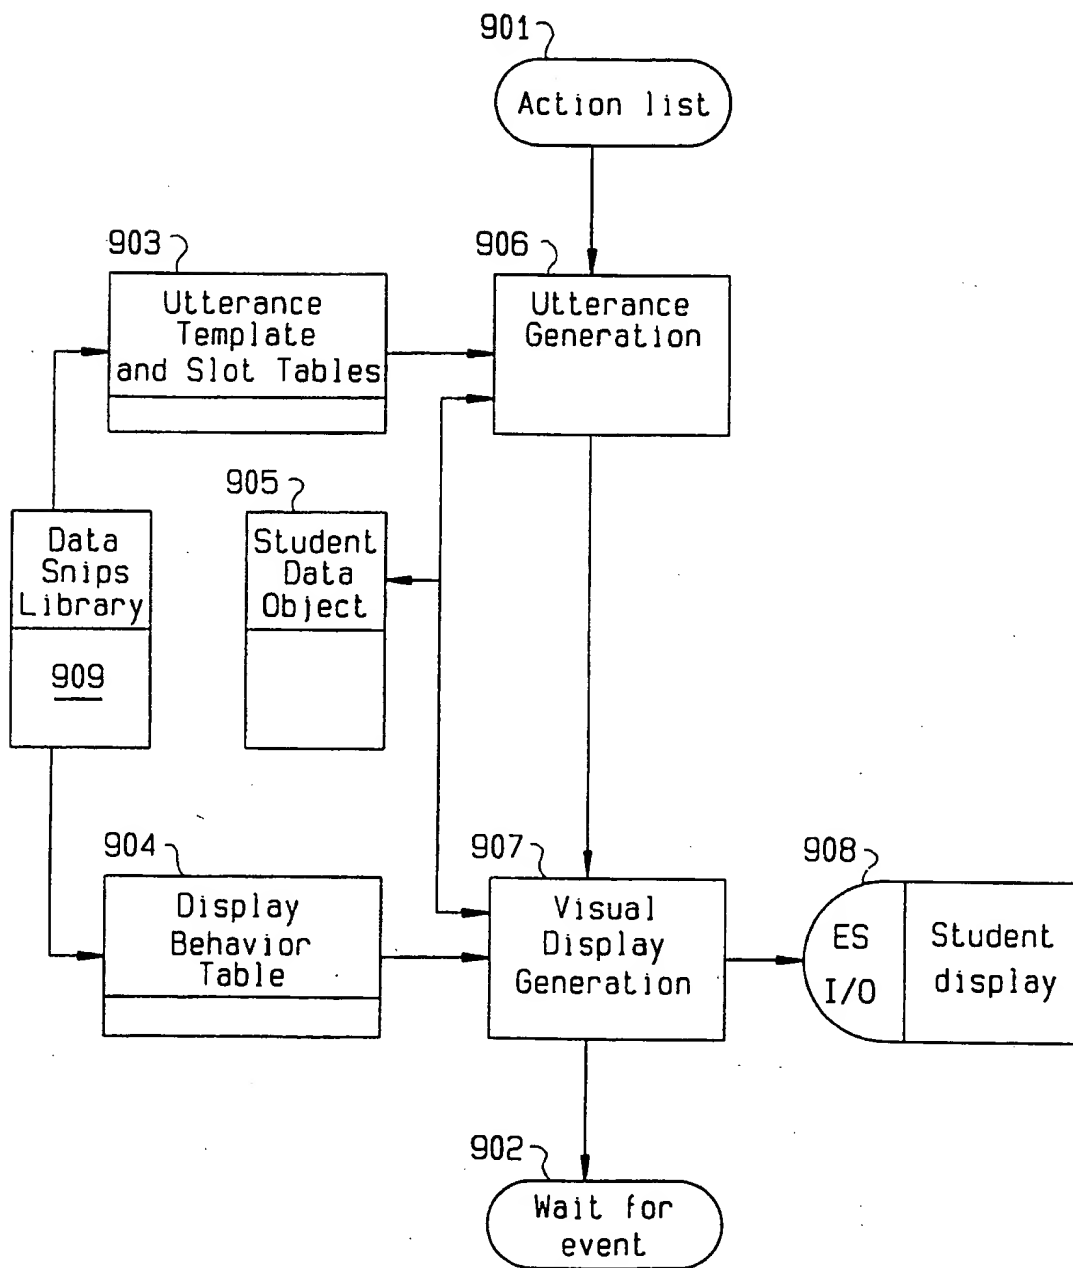 901
Action list
903
Utterance
Template
and Slot Tables
906
Utterance
Generation
905
Student
Data
Object
Data
Snips
Library
909
904
Display
Behavior
Table
907
Visual
Display
Generation
908
ES
I/O
Student
display
902
Wait for
event